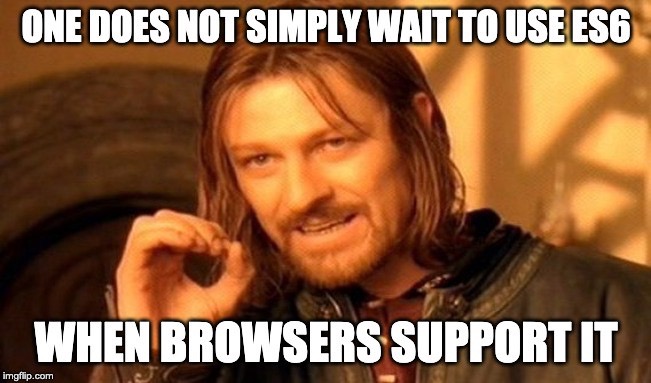 ONE DOES NOT SIMPLY WAIT TO USE ES6
WHEN BROWSERS SUPPORT IT
imgflip.com